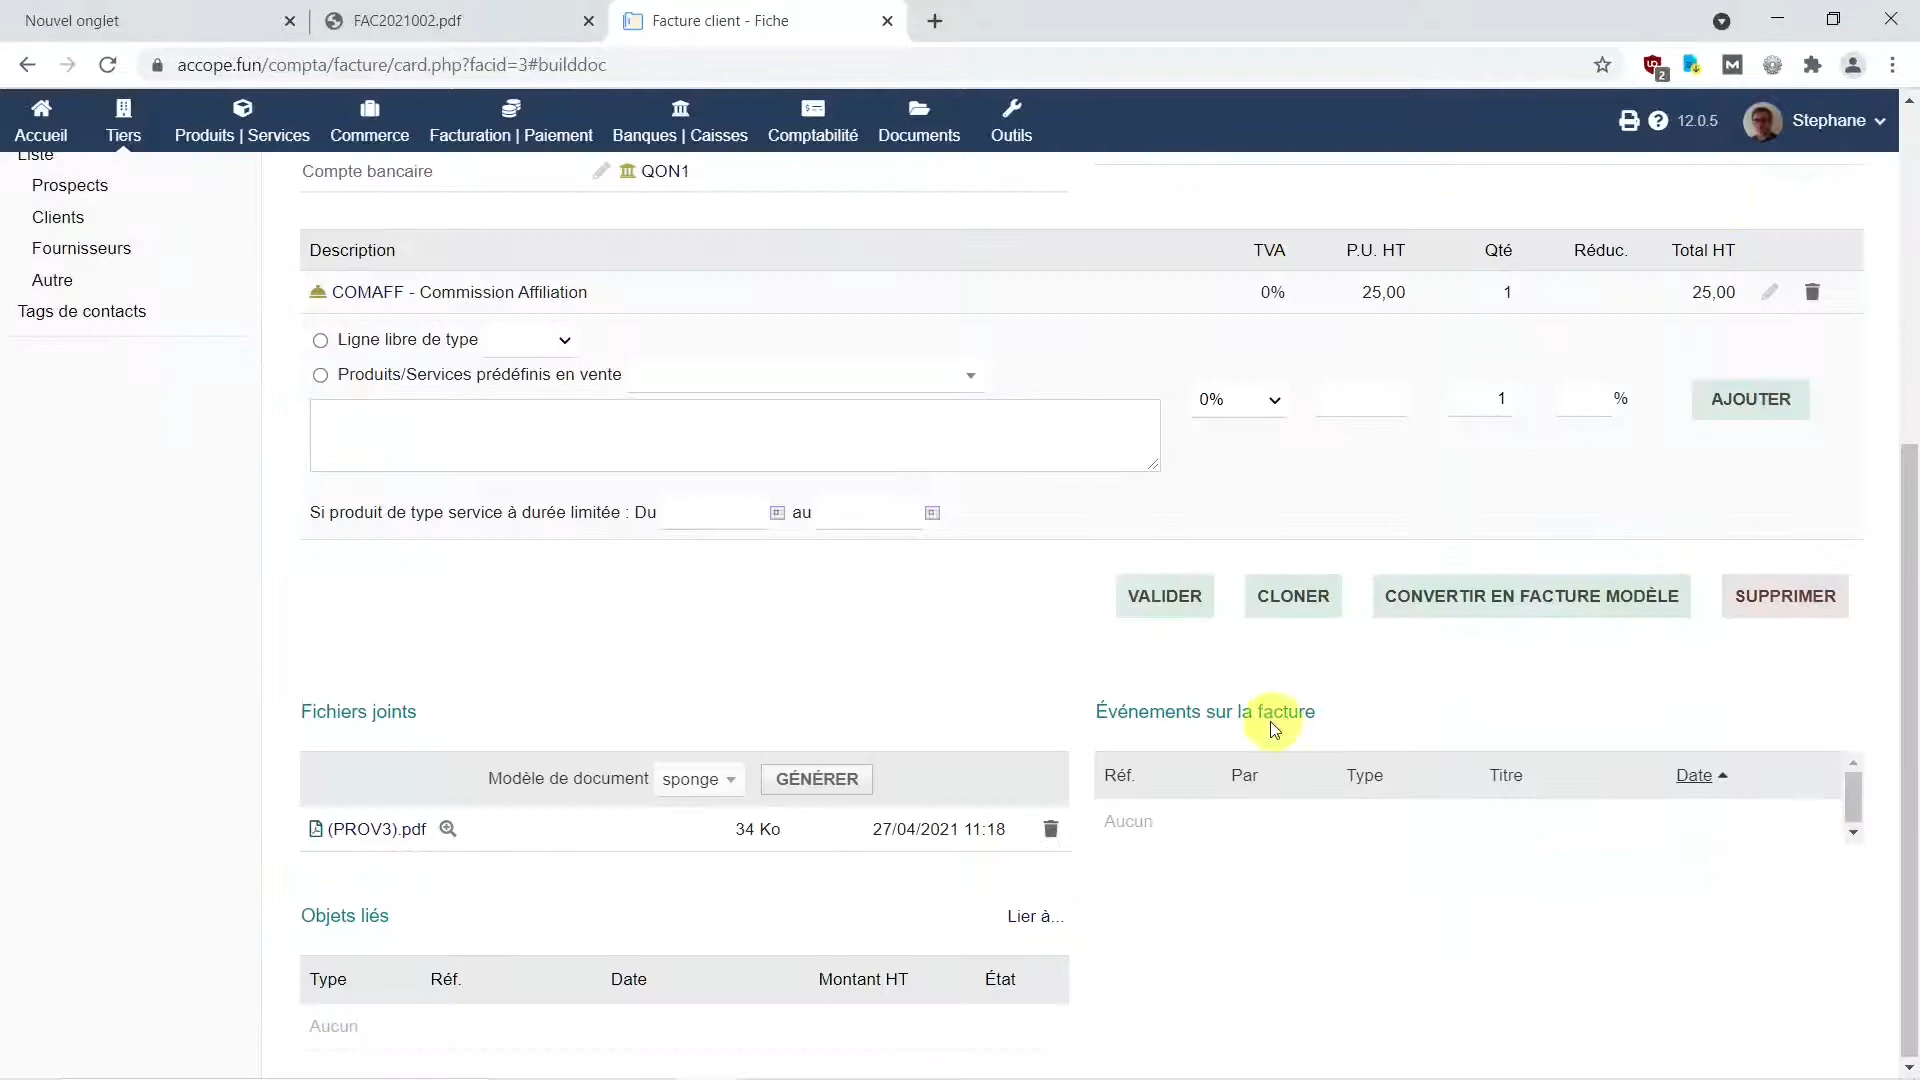 Nouvel onglet
FAC2021002.pdf
Facture client - Fiche
accope.fun/compta/facture/card.php?facid=3#builddoc
2
Accueil
Tiers
Produits | Services
Commerce
Facturation | Paiement
Banques | Caisses
Comptabilité
Documents
Outils
12.0.5
Stephane
Liste
Prospects
Clients
Fournisseurs
Autre
Tags de contacts
Compte bancaire QON1
Description TVA P.U. HT Qté Réduc. Total HT
COMAFF - Commission Affiliation 0% 25,00 1 25,00
Ligne libre de type
Produits/Services prédéfinis en vente
0% 1 % AJOUTER
Si produit de type service à durée limitée : Du au
VALIDER CLONER CONVERTIR EN FACTURE MODÈLE SUPPRIMER
Fichiers joints
Modèle de document sponge GÉNÉRER
(PROV3).pdf 34 Ko 27/04/2021 11:18
Événements sur la facture
Réf. Par Type Titre Date
Aucun
Objets liés Lier à...
Type Réf. Date Montant HT État
Aucun